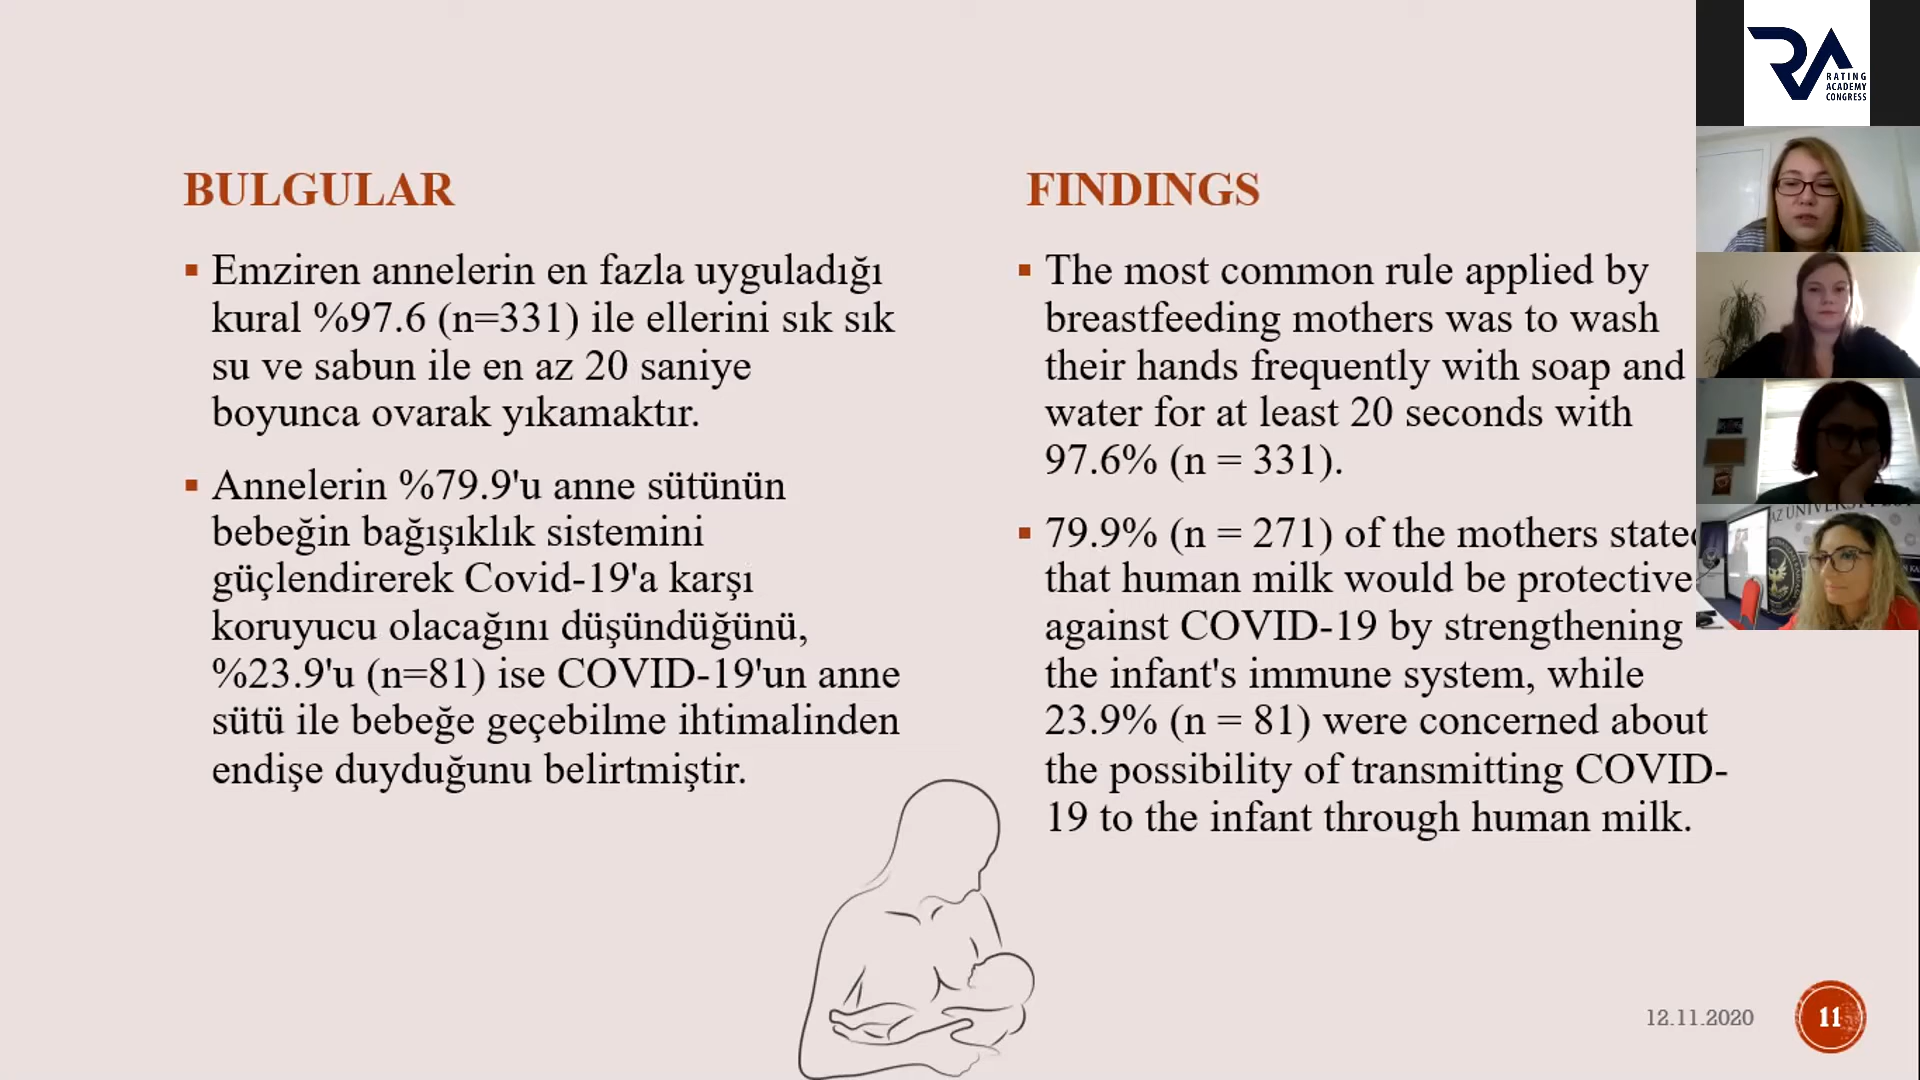 BULGULAR
Emziren annelerin en fazla uyguladığı
kural %97.6 (n=331) ile ellerini sık sık
su ve sabun ile en az 20 saniye
boyunca ovarak yıkamaktır.
Annelerin %79.9'u anne sütünün
bebeğin bağışıklık sistemini
güçlendirerek Covid-19'a karşı
koruyucu olacağını düşündüğünü,
%23.9'u (n=81) ise COVID-19'un anne
sütü ile bebeğe geçebilme ihtimalinden
endişe duyduğunu belirtmiştir.
FINDINGS
The most common rule applied by
breastfeeding mothers was to wash
their hands frequently with soap and
water for at least 20 seconds with
97.6% (n = 331).
79.9% (n = 271) of the mothers stated
that human milk would be protective
against COVID-19 by strengthening
the infant's immune system, while
23.9% (n = 81) were concerned about
the possibility of transmitting COVID-
19 to the infant through human milk.
12.11.2020
11
RA
RATING
ACADEMY
CONGRESS